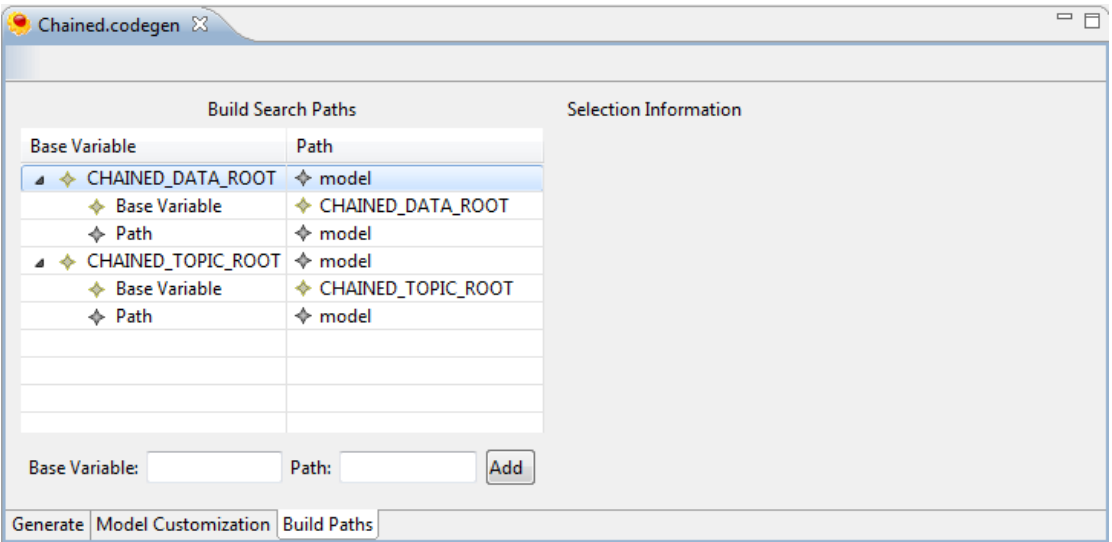 Chained.codegen
Build Search Paths Selection Information
Base Variable Path
CHAINED_DATA_ROOT model
Base Variable CHAINED_DATA_ROOT
Path model
CHAINED_TOPIC_ROOT model
Base Variable CHAINED_TOPIC_ROOT
Path model
Base Variable: Path: Add
Generate Model Customization Build Paths